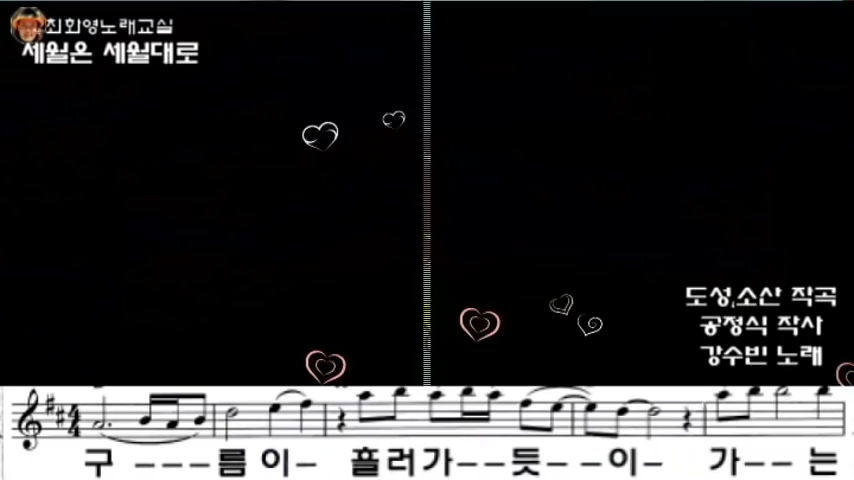 최화영노래교실
세월은 세월대로
도성,소산 작곡
공정식 작사
강수빈 노래
구 ---름 이- 흘러가--듯- -이- 가-- 는